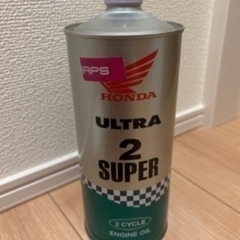 RPS
HONDA
ULTRA
2
SUPER
2 CYCLE
ENGINE OIL